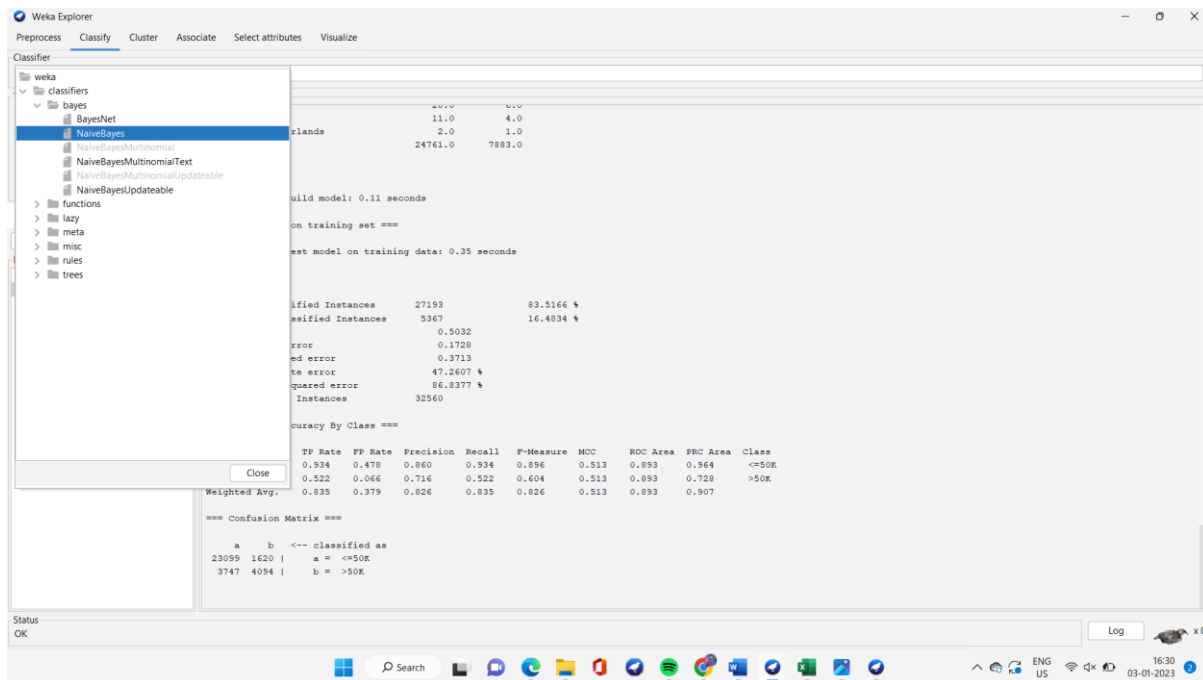 Weka Explorer
Preprocess Classify Cluster Associate Select attributes Visualize
Classifier
weka
classifiers
bayes
BayesNet
NaiveBayes
NaiveBayesMultinomial
NaiveBayesMultinomialText
NaiveBayesMultinomialUpdateable
NaiveBayesUpdateable
functions
lazy
meta
misc
rules
trees
Close
11.0 4.0
rlands 2.0 1.0
24761.0 7883.0
uild model: 0.11 seconds
on training set ===
est model on training data: 0.35 seconds
ified Instances 27193 83.5166 %
ssified Instances 5367 16.4834 %
0.5032
rror 0.1728
ed error 0.3713
te error 47.2607 %
quared error 86.8377 %
Instances 32560
curacy By Class ===
TP Rate FP Rate Precision Recall F-Measure MCC ROC Area PRC Area Class
0.934 0.478 0.860 0.934 0.896 0.513 0.893 0.964 <=50K
0.522 0.066 0.716 0.522 0.604 0.513 0.893 0.728 >50K
Weighted Avg. 0.835 0.379 0.826 0.835 0.826 0.513 0.893 0.907
=== Confusion Matrix ===
a b <-- classified as
23099 1620 | a = <=50K
3747 4094 | b = >50K
Status
OK
Log
x 0
Search
ENG
US
16:30
03-01-2023
2